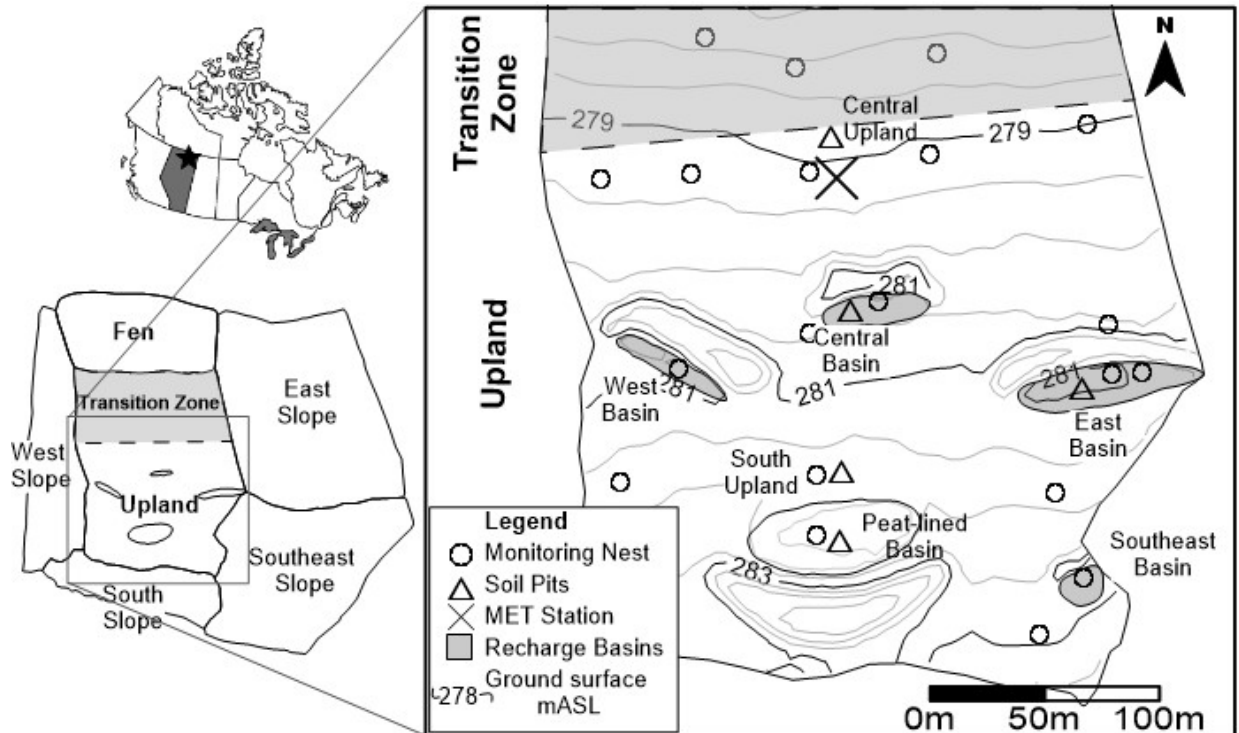 Fen
Transition Zone
East
Slope
West
Slope
Upland
Southeast
Slope
South
Slope
Transition
Zone
Upland
N
279
Central
Upland
279
281
Central
Basin
West
Basin
281
281
281
East
Basin
South
Upland
Peat-lined
Basin
283
Southeast
Basin
Legend
Monitoring Nest
Soil Pits
MET Station
Recharge Basins
278
Ground surface
mASL
0m 50m 100m